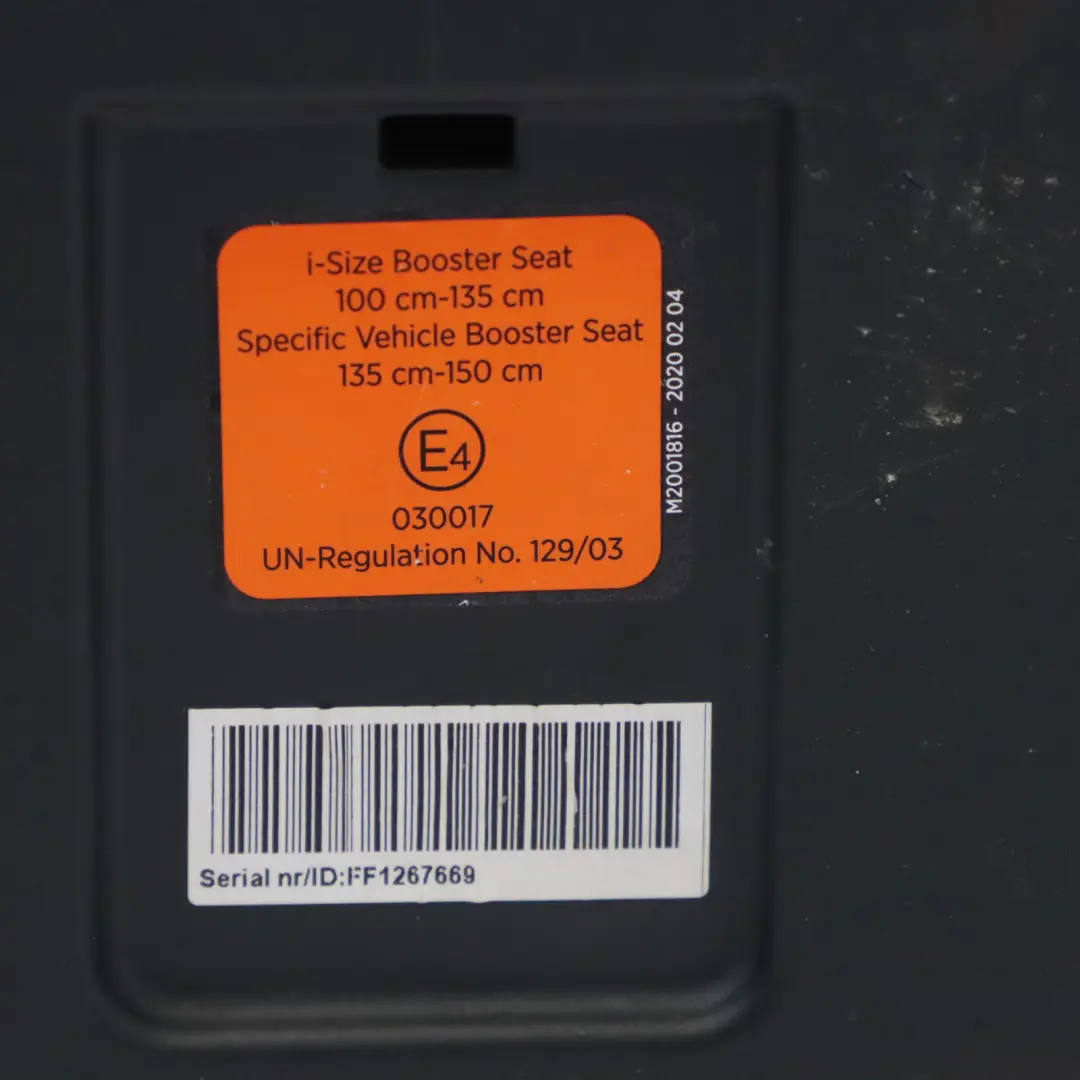 i-Size Booster Seat
100 cm-135 cm
Specific Vehicle Booster Seat
135 cm-150 cm
E4
030017
UN-Regulation No. 129/03
M2001816 - 2020 02 04
Serial nr/ID:FF1267669